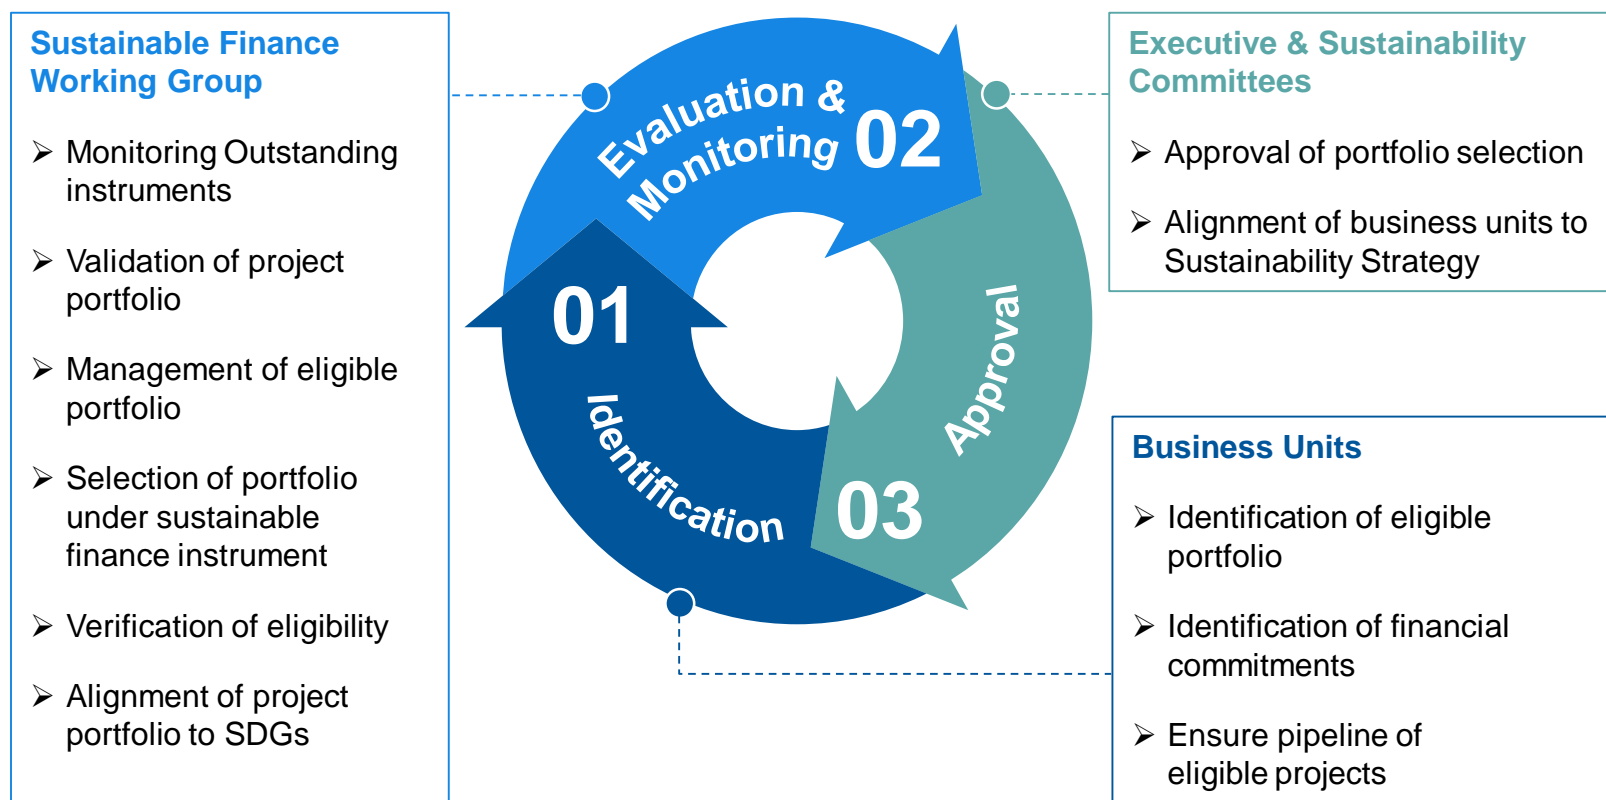 Sustainable Finance
Working Group
➢ Monitoring Outstanding
instruments
➢ Validation of project
portfolio
➢ Management of eligible
portfolio
➢ Selection of portfolio
under sustainable
finance instrument
➢ Verification of eligibility
➢ Alignment of project
portfolio to SDGs
Evaluation &
Monitoring
02
01
Identification
Approval
03
Executive & Sustainability
Committees
➢ Approval of portfolio selection
➢ Alignment of business units to
Sustainability Strategy
Business Units
➢ Identification of eligible
portfolio
➢ Identification of financial
commitments
➢ Ensure pipeline of
eligible projects